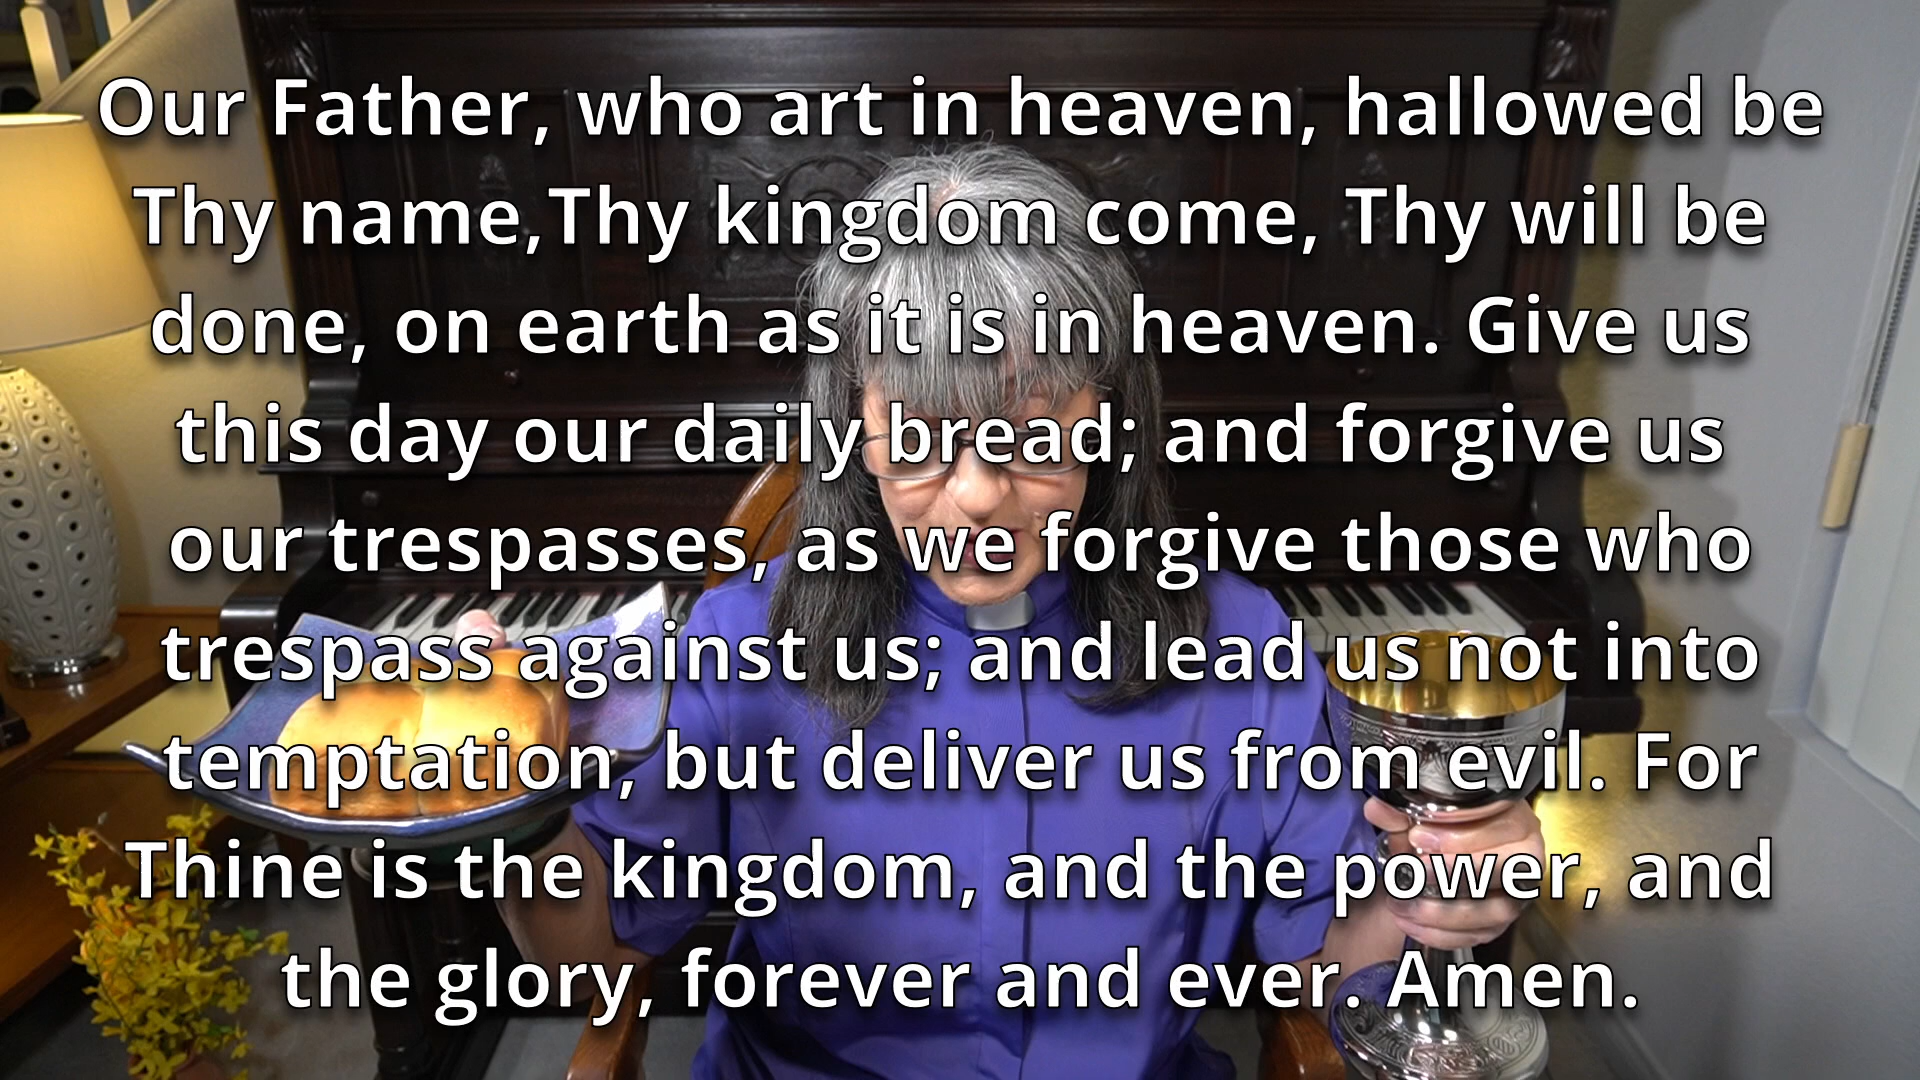 Our Father, who art in heaven, hallowed be
Thy name,Thy kingdom come, Thy will be
done, on earth as it is in heaven. Give us
this day our daily bread; and forgive us
our trespasses, as we forgive those who
trespass against us; and lead us not into
temptation, but deliver us from evil. For
Thine is the kingdom, and the power, and
the glory, forever and ever. Amen.